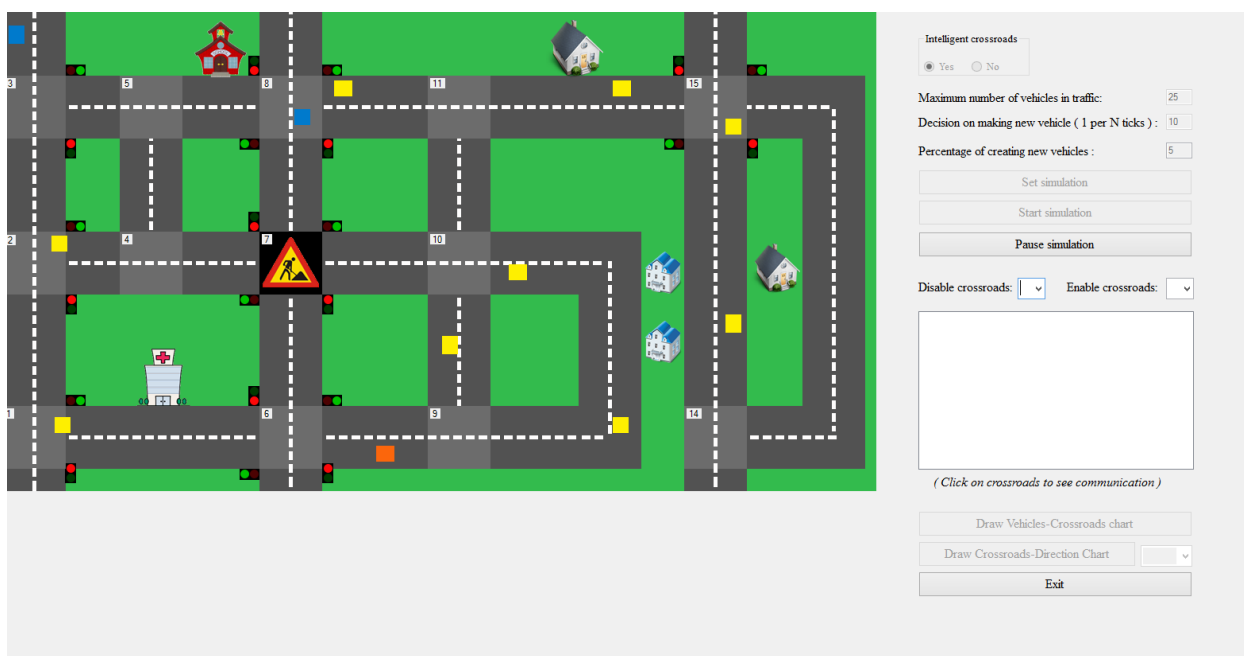 3
5
8
11
15
2
4
7
10
1
6
9
14
Intelligent crossroads
Yes No
Maximum number of vehicles in traffic: 25
Decision on making new vehicle ( 1 per N ticks ) : 10
Percentage of creating new vehicles : 5
Set simulation
Start simulation
Pause simulation
Disable crossroads: Enable crossroads:
( Click on crossroads to see communication )
Draw Vehicles-Crossroads chart
Draw Crossroads-Direction Chart
Exit